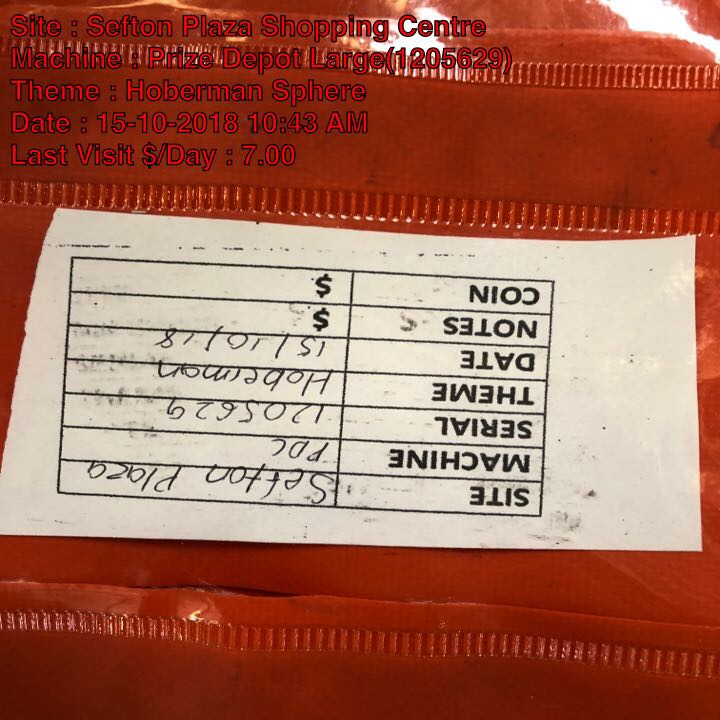 Site : Sefton Plaza Shopping Centre
Machine : Prize Depot Large(1205629)
Theme : Hoberman Sphere
Date : 15-10-2018 10:43 AM
Last Visit $/Day : 7.00
SITE Sefton Plaza
MACHINE PDL
SERIAL 1205629
THEME Hoberman
DATE 15/10/18
NOTES $
COIN $